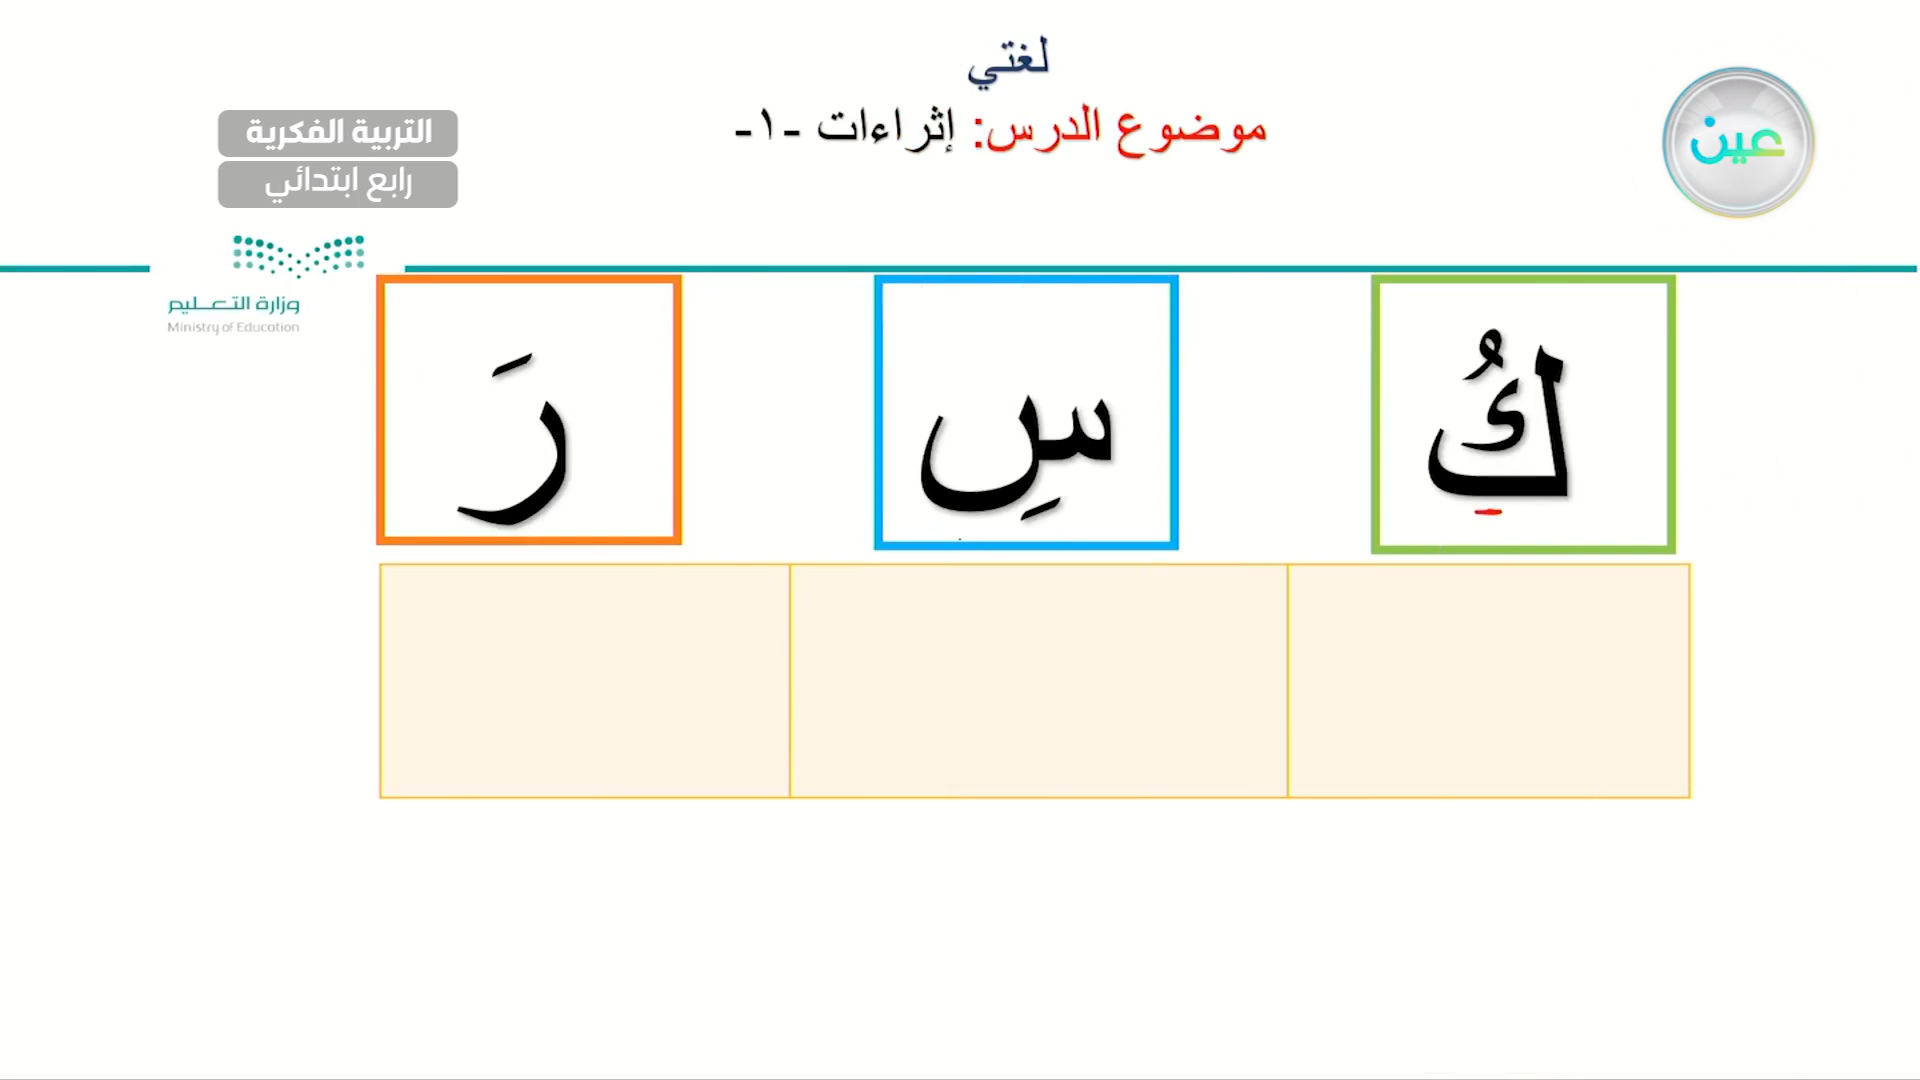 لغتي
موضوع الدرس: إثراءات -١-
عين
التربية الفكرية
رابع ابتدائي
وزارة التعليم
Ministry of Education
كُ سِ رَ